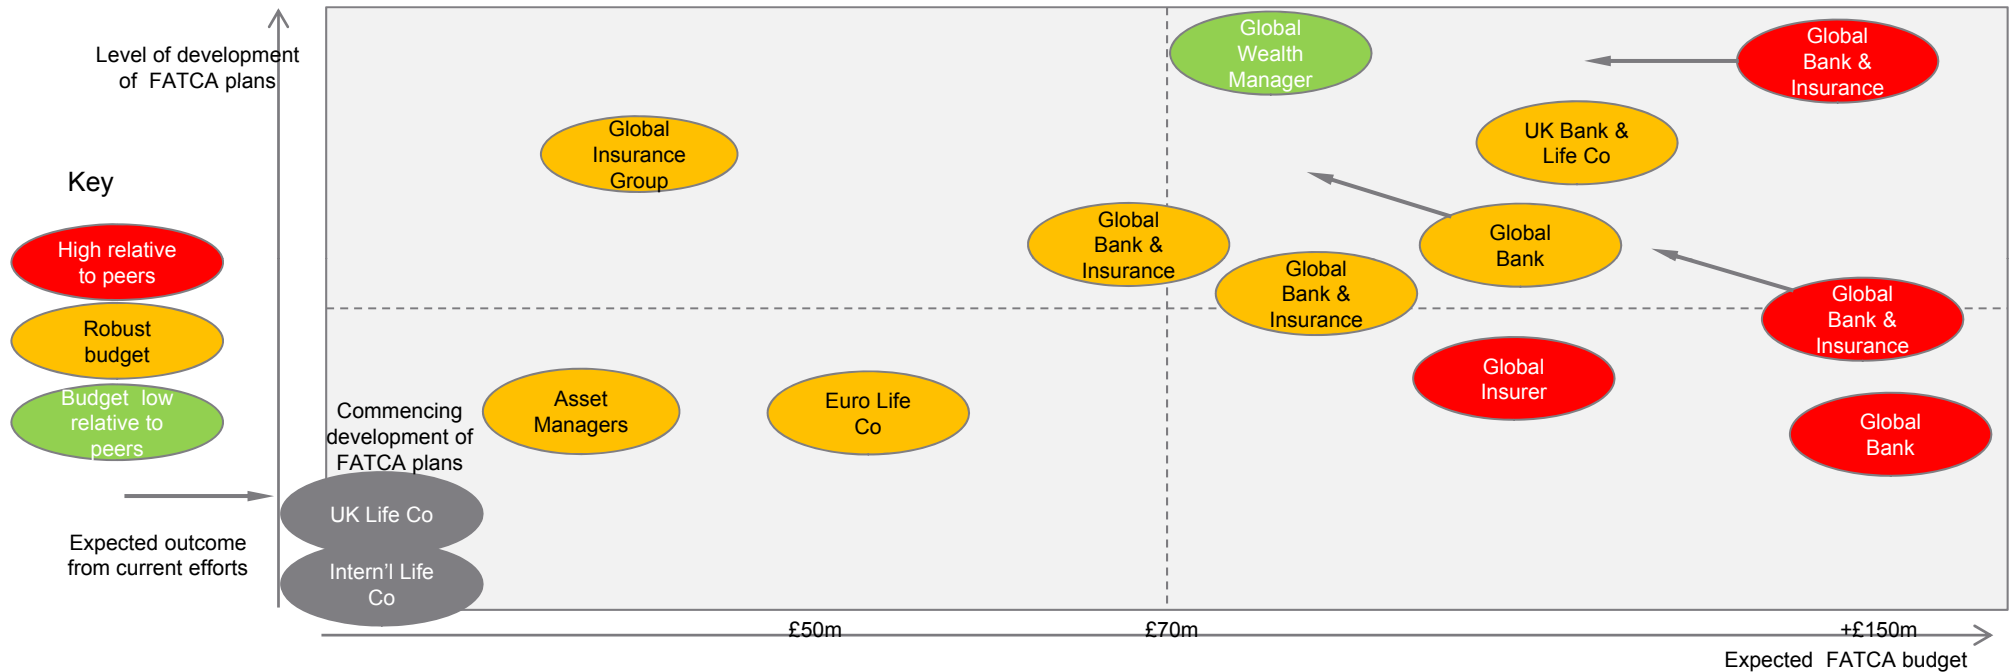 Level of development
of FATCA plans
Key
High relative
to peers
Robust
budget
Budget low
relative to
peers
Expected outcome
from current efforts
Global
Wealth
Manager
Global
Bank &
Insurance
UK Bank &
Life Co
Global
Insurance
Group
Global
Bank &
Insurance
Global
Bank
Global
Bank &
Insurance
Global
Bank &
Insurance
Global
Insurer
Asset
Managers
Euro Life
Co
Global
Bank
Commencing
development of
FATCA plans
UK Life Co
Intern’l Life
Co
£50m
£70m
+£150m
Expected FATCA budget